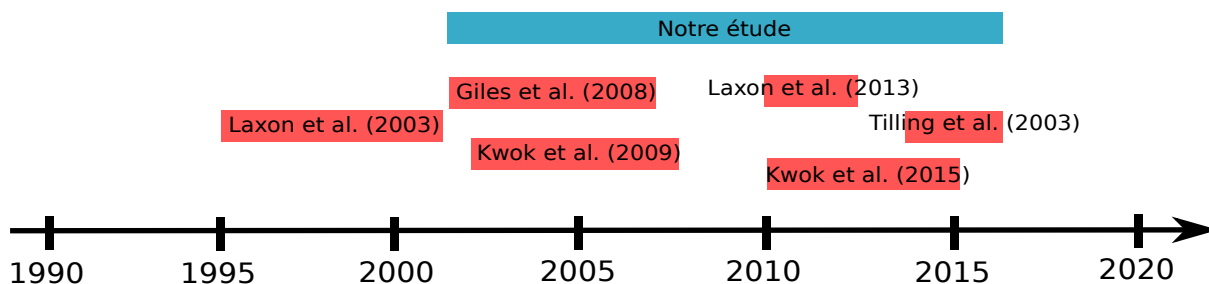 Notre étude
Giles et al. (2008)
Laxon et al. (2013)
Laxon et al. (2003)
Tilling et al. (2003)
Kwok et al. (2009)
Kwok et al. (2015)
1990
1995
2000
2005
2010
2015
2020